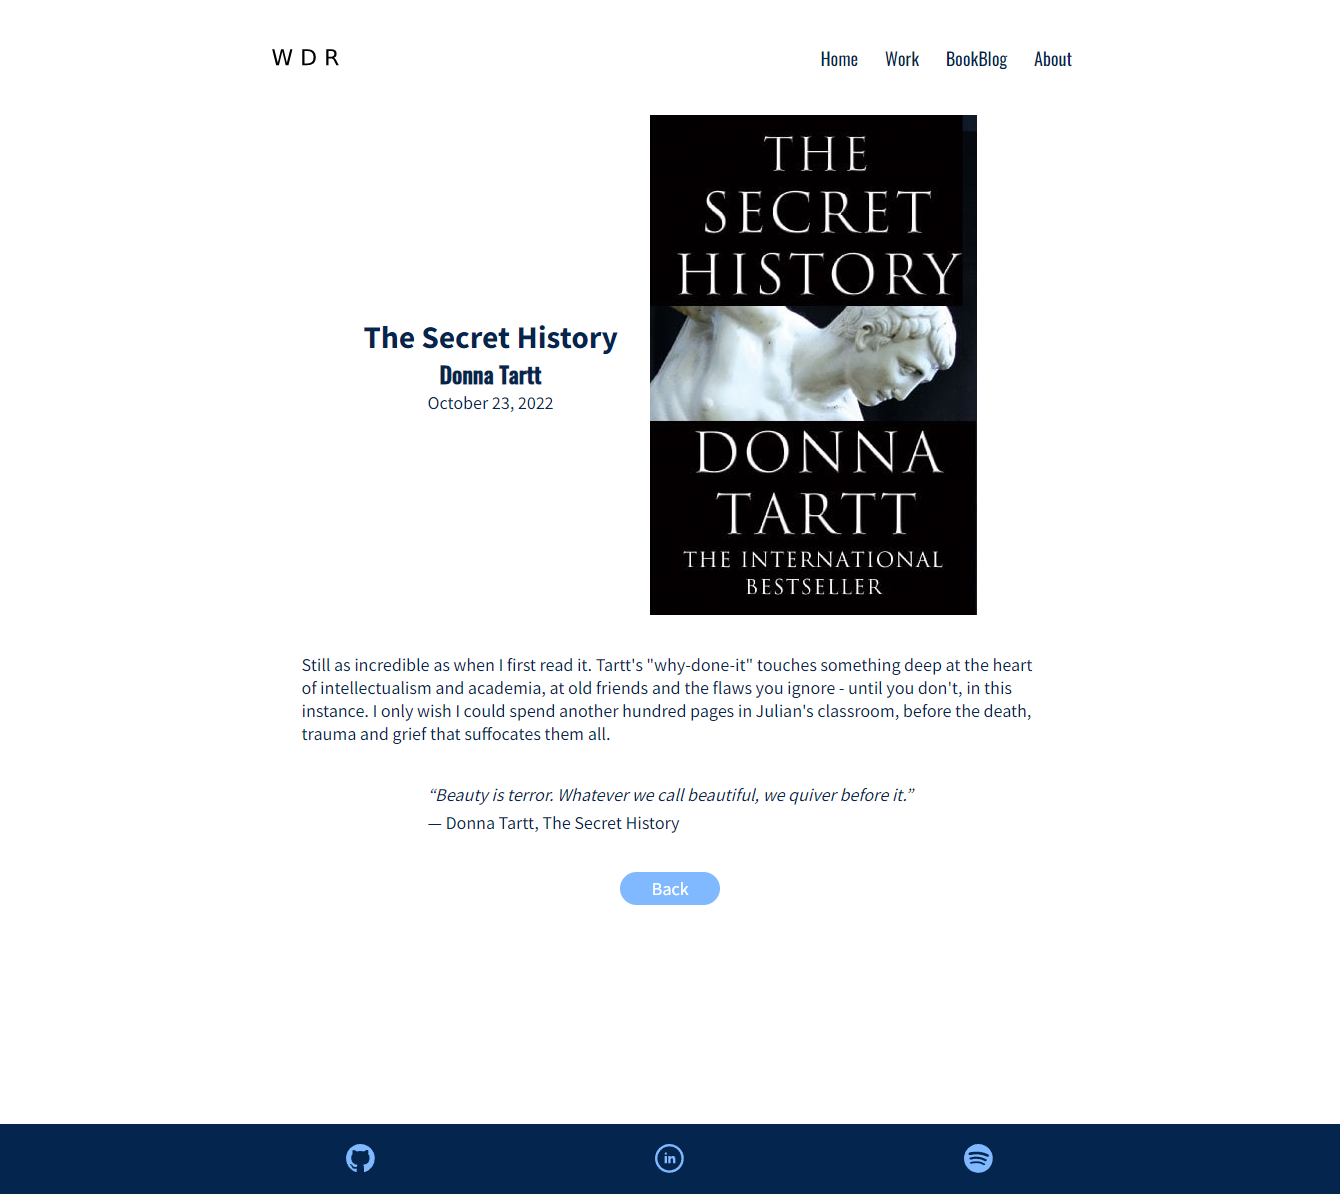 W D R
Home Work BookBlog About
THE
SECRET
HISTORY
DONNA
TARTT
THE INTERNATIONAL
BESTSELLER
The Secret History
Donna Tartt
October 23, 2022
Still as incredible as when I first read it. Tartt's "why-done-it" touches something deep at the heart
of intellectualism and academia, at old friends and the flaws you ignore - until you don't, in this
instance. I only wish I could spend another hundred pages in Julian's classroom, before the death,
trauma and grief that suffocates them all.
“Beauty is terror. Whatever we call beautiful, we quiver before it.”
— Donna Tartt, The Secret History
Back
in